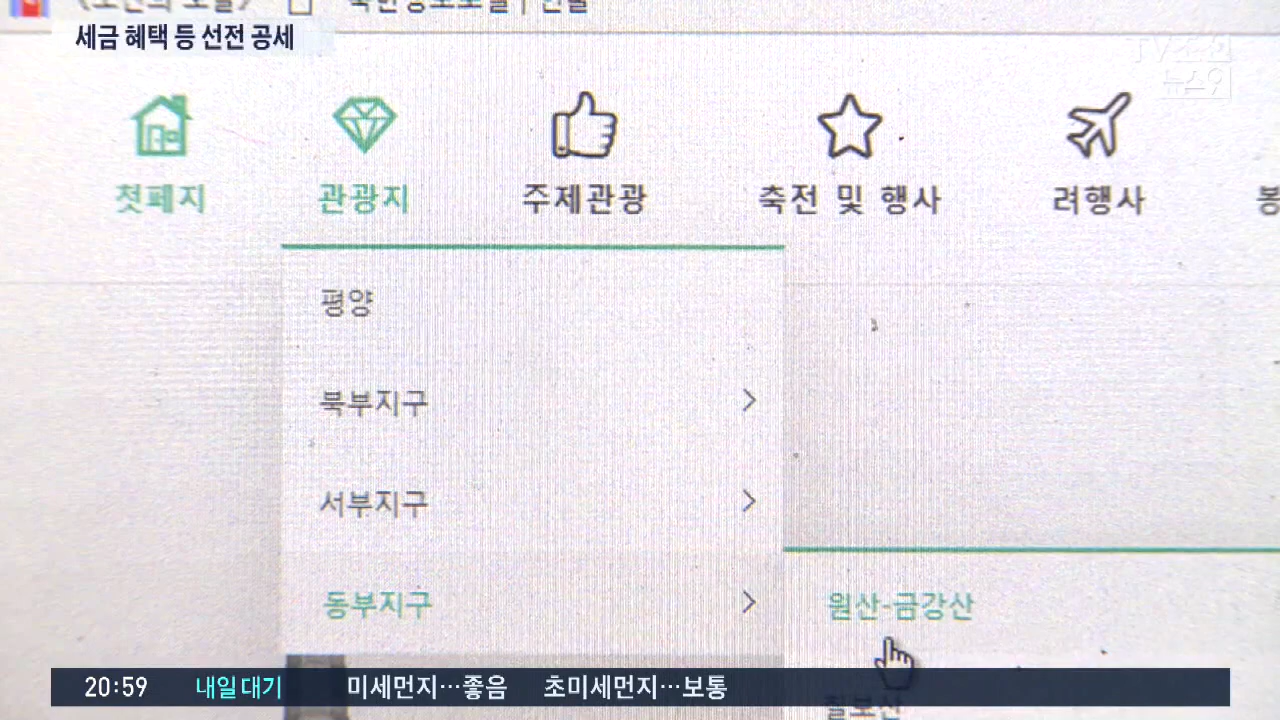 세금 혜택 등 선전 공세
TV조선
뉴스9
첫페지
관광지
주제관광
축전 및 행사
려행사
평양
북부지구
서부지구
동부지구
원산-금강산
칠보산
20:59 내일 대기 미세먼지…좋음 초미세먼지…보통